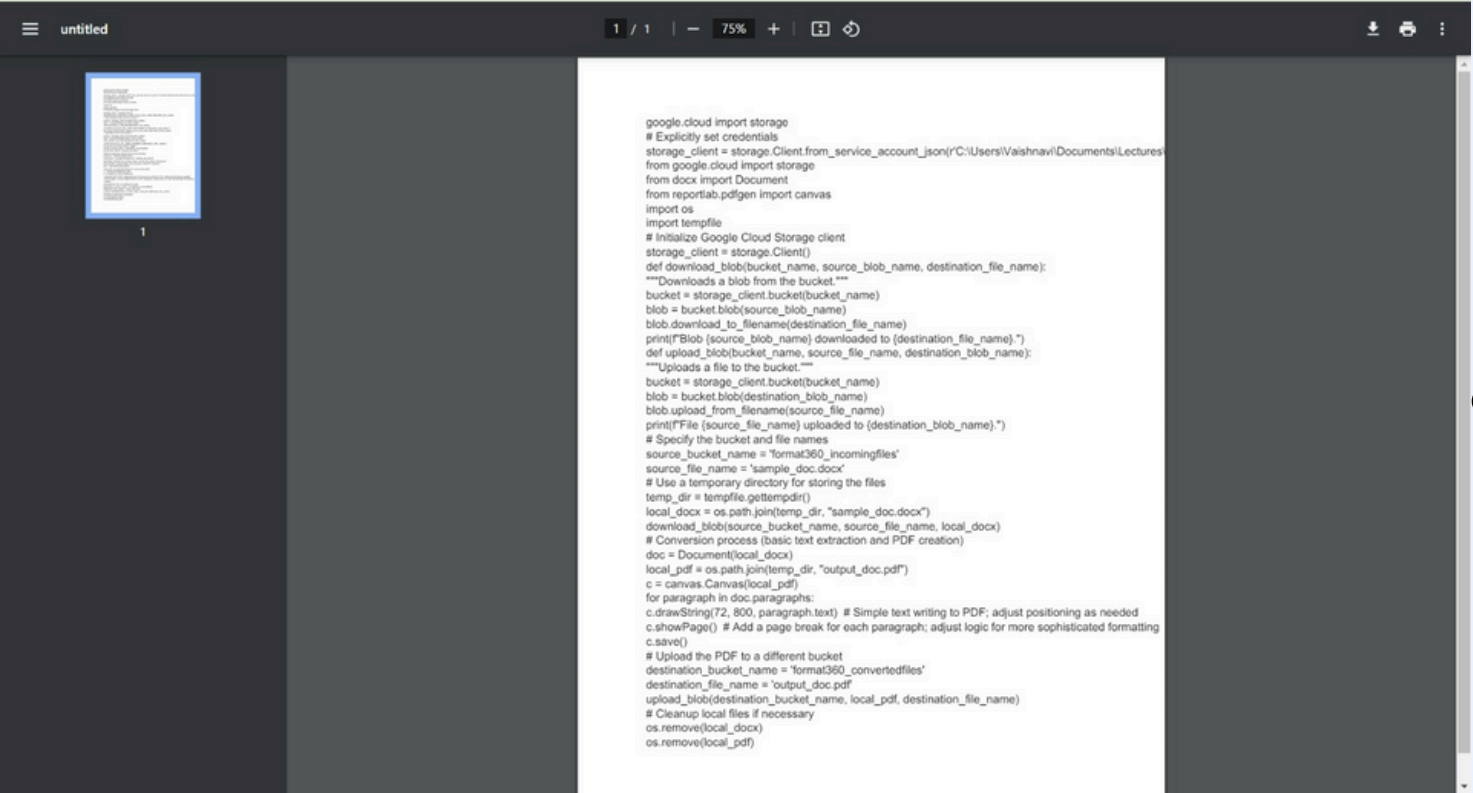 untitled
1 / 1
75%
1
google.cloud import storage
# Explicitly set credentials
storage_client = storage.Client.from_service_account_json(r'C:\Users\Vaishnavi\Documents\Lectures\
from google.cloud import storage
from docx import Document
from reportlab.pdfgen import canvas
import os
import tempfile
# Initialize Google Cloud Storage client
storage_client = storage.Client()
def download_blob(bucket_name, source_blob_name, destination_file_name):
"""Downloads a blob from the bucket."""
bucket = storage_client.bucket(bucket_name)
blob = bucket.blob(source_blob_name)
blob.download_to_filename(destination_file_name)
print(f"Blob {source_blob_name} downloaded to {destination_file_name}.")
def upload_blob(bucket_name, source_file_name, destination_blob_name):
"""Uploads a file to the bucket."""
bucket = storage_client.bucket(bucket_name)
blob = bucket.blob(destination_blob_name)
blob.upload_from_filename(source_file_name)
print(f"File {source_file_name} uploaded to {destination_blob_name}.")
# Specify the bucket and file names
source_bucket_name = 'format360_incomingfiles'
source_file_name = 'sample_doc.docx'
# Use a temporary directory for storing the files
temp_dir = tempfile.gettempdir()
local_docx = os.path.join(temp_dir, "sample_doc.docx")
download_blob(source_bucket_name, source_file_name, local_docx)
# Conversion process (basic text extraction and PDF creation)
doc = Document(local_docx)
local_pdf = os.path.join(temp_dir, "output_doc.pdf")
c = canvas.Canvas(local_pdf)
for paragraph in doc.paragraphs:
c.drawString(72, 800, paragraph.text)  # Simple text writing to PDF; adjust positioning as needed
c.showPage()  # Add a page break for each paragraph; adjust logic for more sophisticated formatting
c.save()
# Upload the PDF to a different bucket
destination_bucket_name = 'format360_convertedfiles'
destination_file_name = 'output_doc.pdf'
upload_blob(destination_bucket_name, local_pdf, destination_file_name)
# Cleanup local files if necessary
os.remove(local_docx)
os.remove(local_pdf)